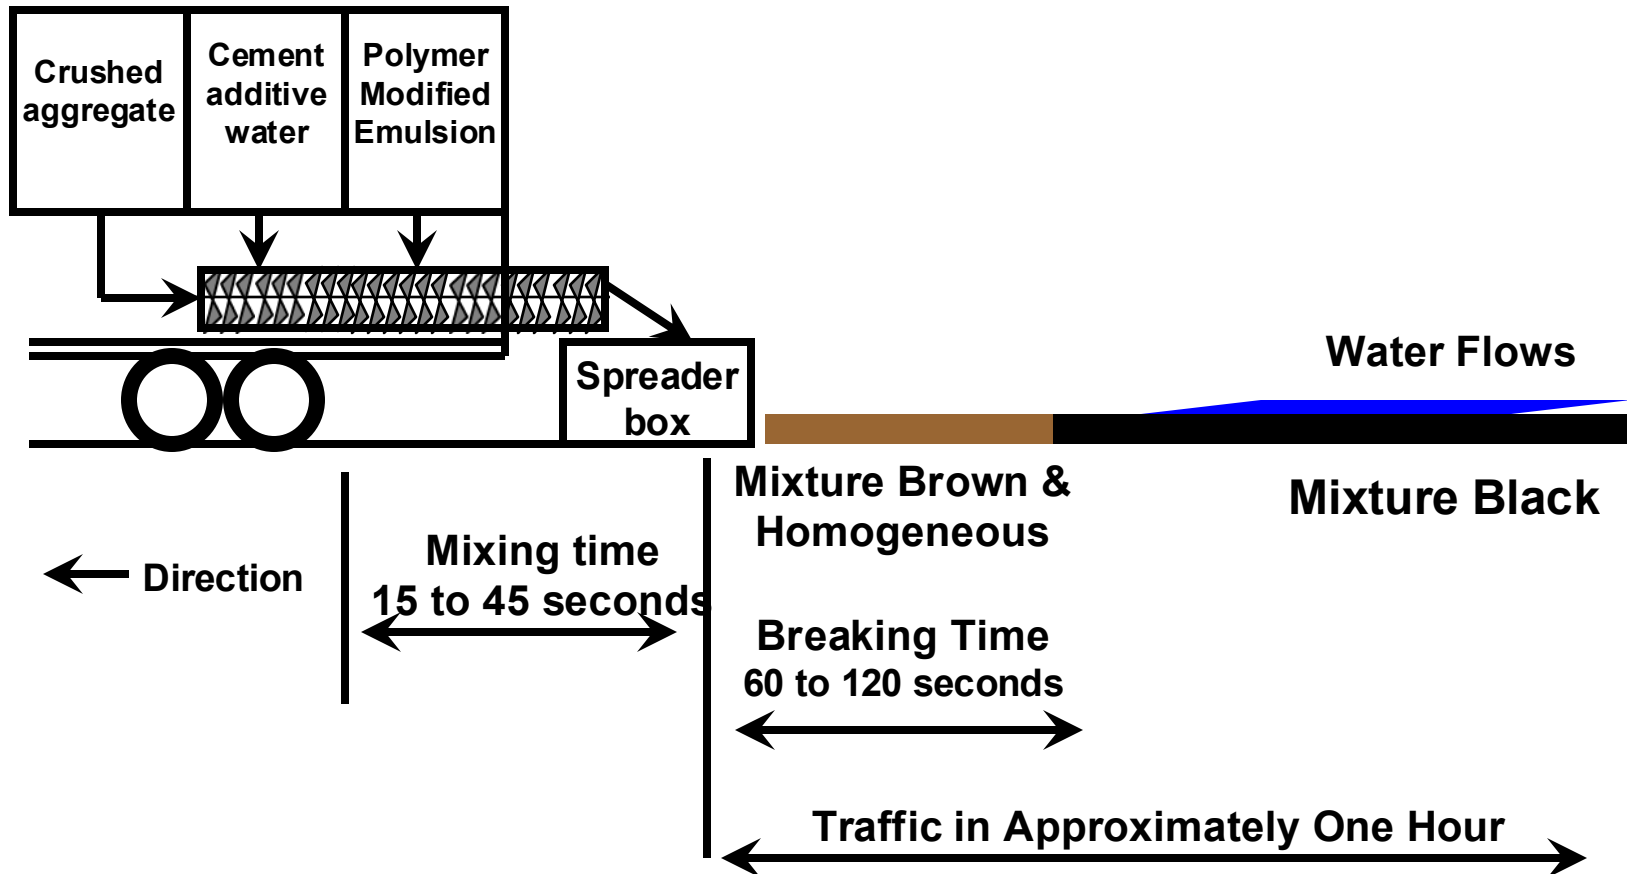 Crushed
aggregate
Cement
additive
water
Polymer
Modified
Emulsion
Spreader
box
Water Flows
Mixture Brown &
Homogeneous
Mixture Black
Mixing time
15 to 45 seconds
Direction
Breaking Time
60 to 120 seconds
Traffic in Approximately One Hour